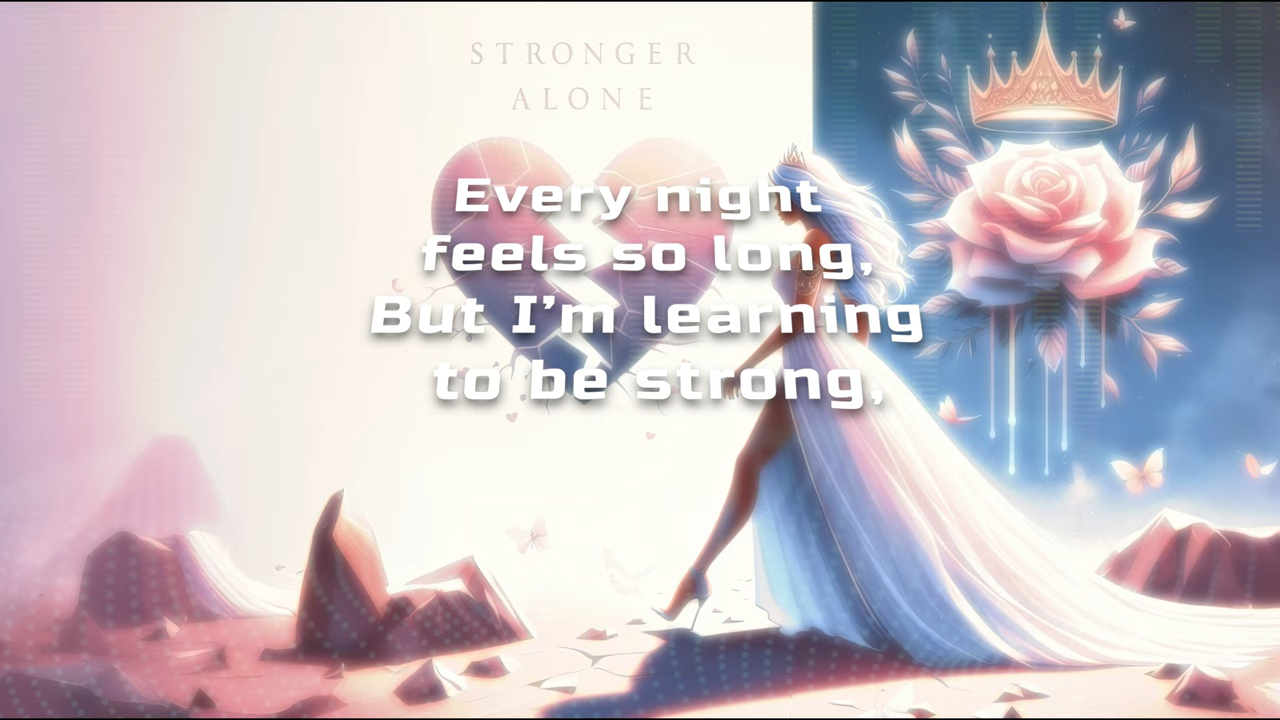 STRONGER
ALONE
Every night
feels so long,
But I’m learning
to be strong,